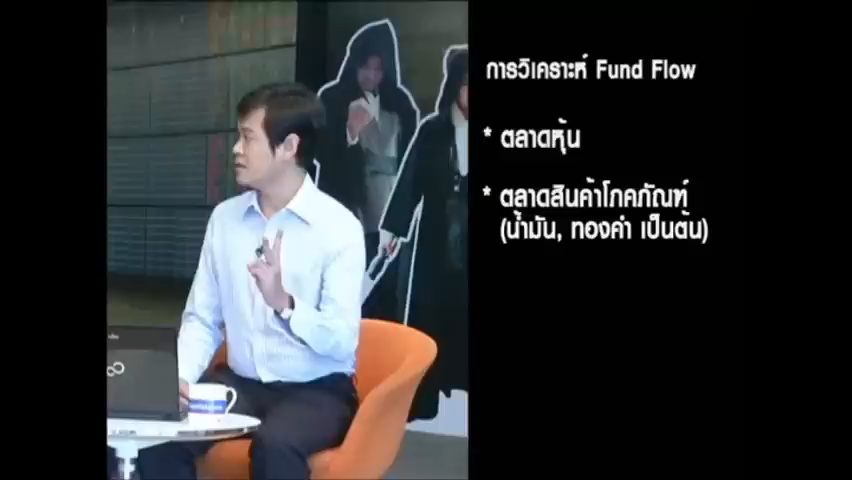 การวิเคราะห์ Fund Flow
* ตลาดหุ้น
* ตลาดสินค้าโภคภัณฑ์
(น้ำมัน, ทองคำ เป็นต้น)